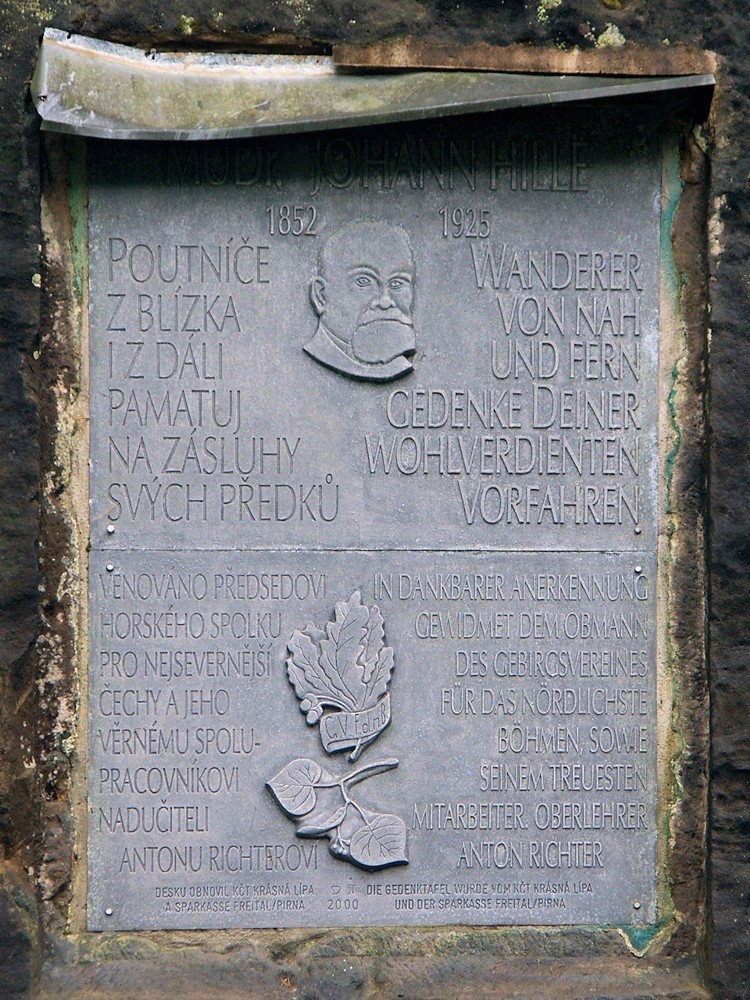 MUDr. JOHANN HILLE
1852 1925
POUTNÍČE
Z BLÍZKA
I Z DÁLI
PAMATUJ
NA ZÁSLUHY
SVÝCH PŘEDKŮ
WANDERER
VON NAH
UND FERN
GEDENKE DEINER
WOHLVERDIENTEN
VORFAHREN
VĚNOVÁNO PŘEDSEDOVI
HORSKÉHO SPOLKU
PRO NEJSEVERNĚJŠÍ
ČECHY A JEHO
VĚRNÉMU SPOLU-
PRACOVNÍKOVI
NADUČITELI
ANTONU RICHTEROVI
IN DANKBARER ANERKENNUNG
GEWIDMET DEM OBMANN
DES GEBIRGSVEREINES
FÜR DAS NÖRDLICHSTE
BÖHMEN, SOWIE
SEINEM TREUESTEN
MITARBEITER. OBERLEHRER
ANTON RICHTER
DESKU OBNOVIL KČT KRÁSNÁ LÍPA
A SPARKASSE FREITAL/PIRNA
2000
DIE GEDENKTAFEL WURDE VOM KČT KRÁSNÁ LÍPA
UND DER SPARKASSE FREITAL/PIRNA